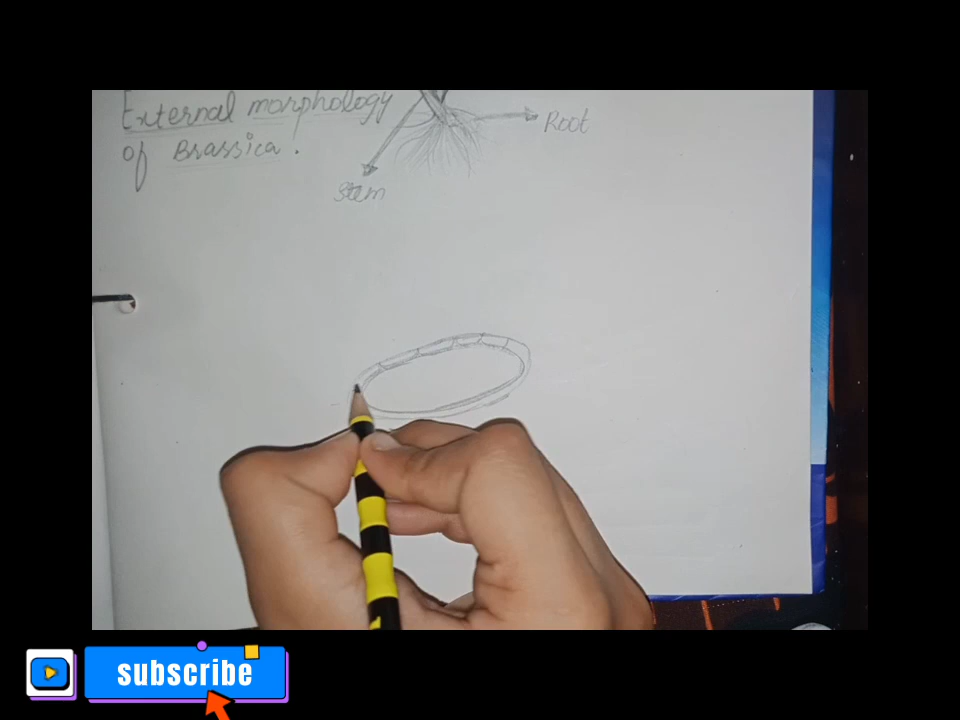 External morphology
of Brassica.
Root
Stem
subscribe